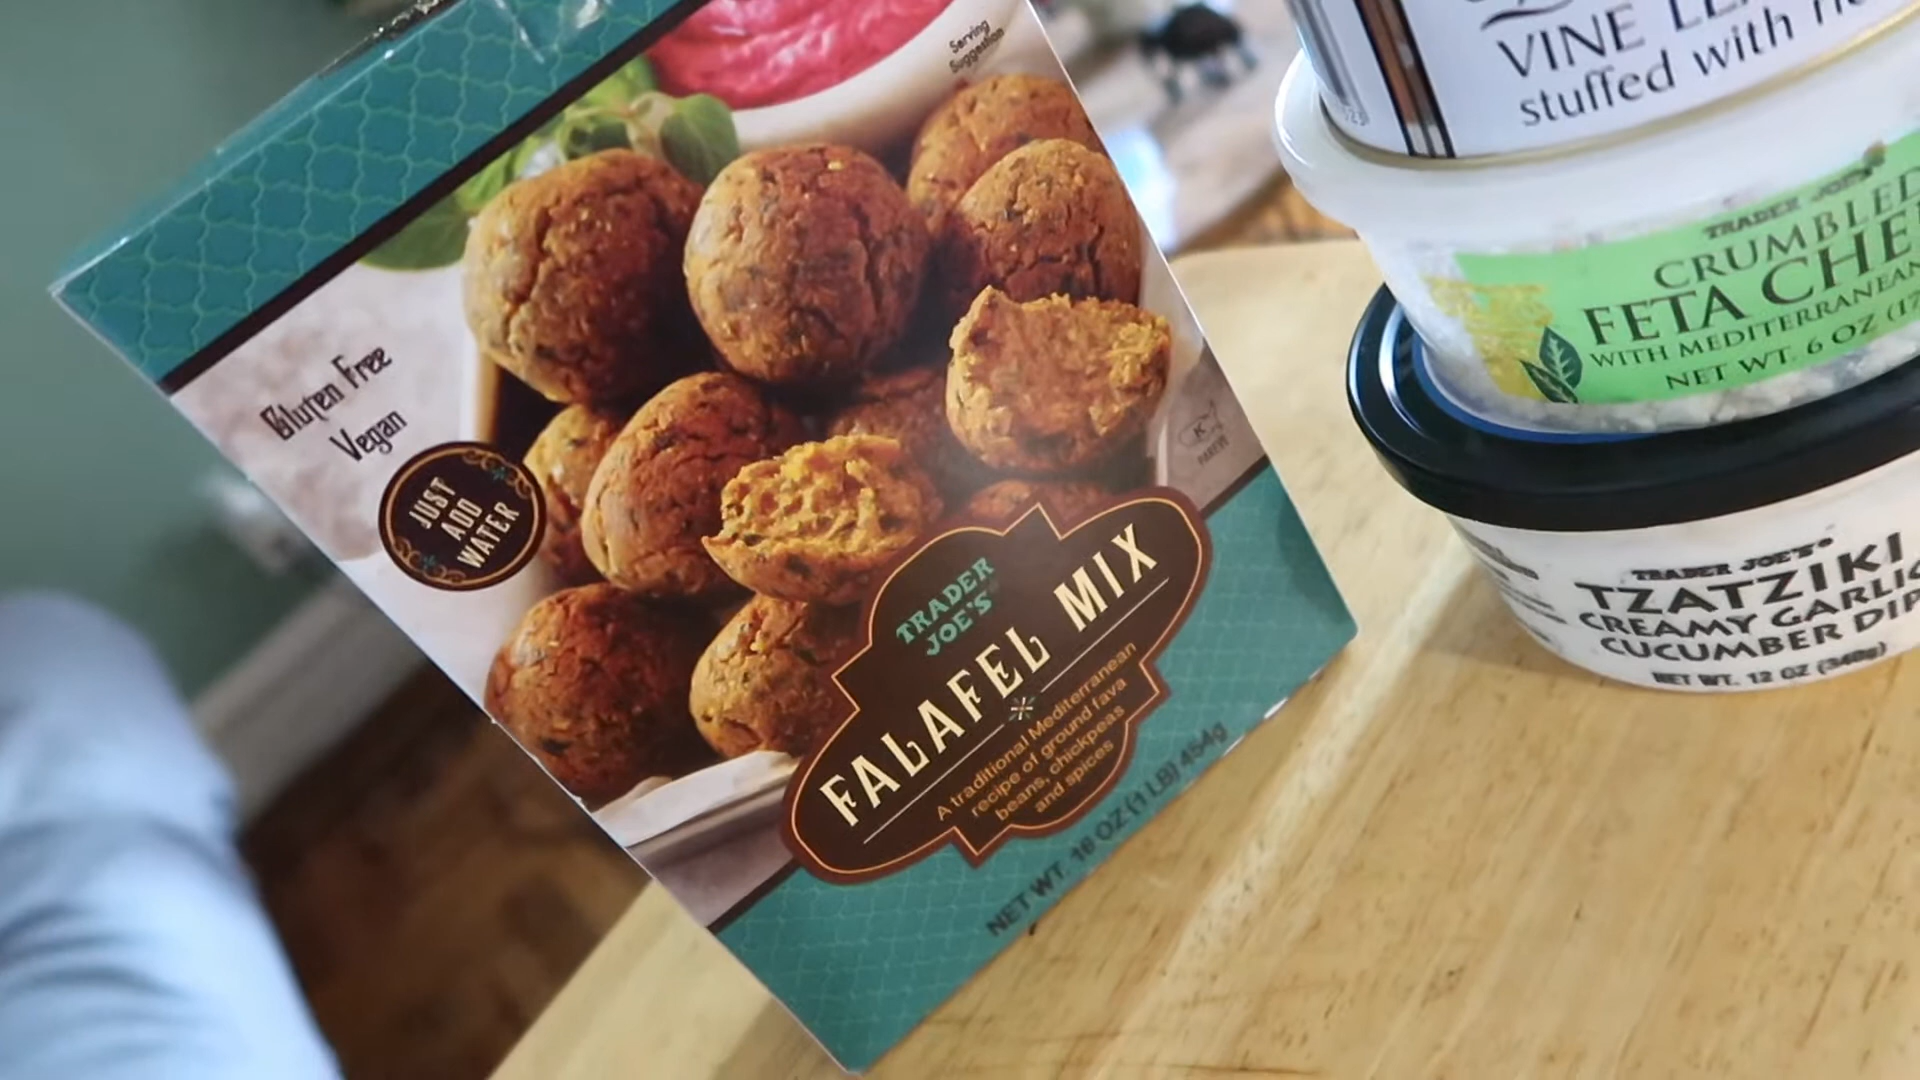 Serving
Suggestion
Gluten Free
Vegan
JUST
ADD
WATER
K
PAREVE
TRADER
JOE'S
FALAFEL MIX
A traditional Mediterranean
recipe of ground fava
beans, chickpeas
and spices
NET WT. 16 OZ (1 LB) 454g
VINE
stuffed with
TRADER JOE'S
CRUMBLED
FETA
WITH MEDITERRANEAN
NET WT. 6 OZ
TRADER JOE'S
TZATZIKI
CREAMY GARLIC
CUCUMBER DIP
NET WT. 12 OZ (340g)